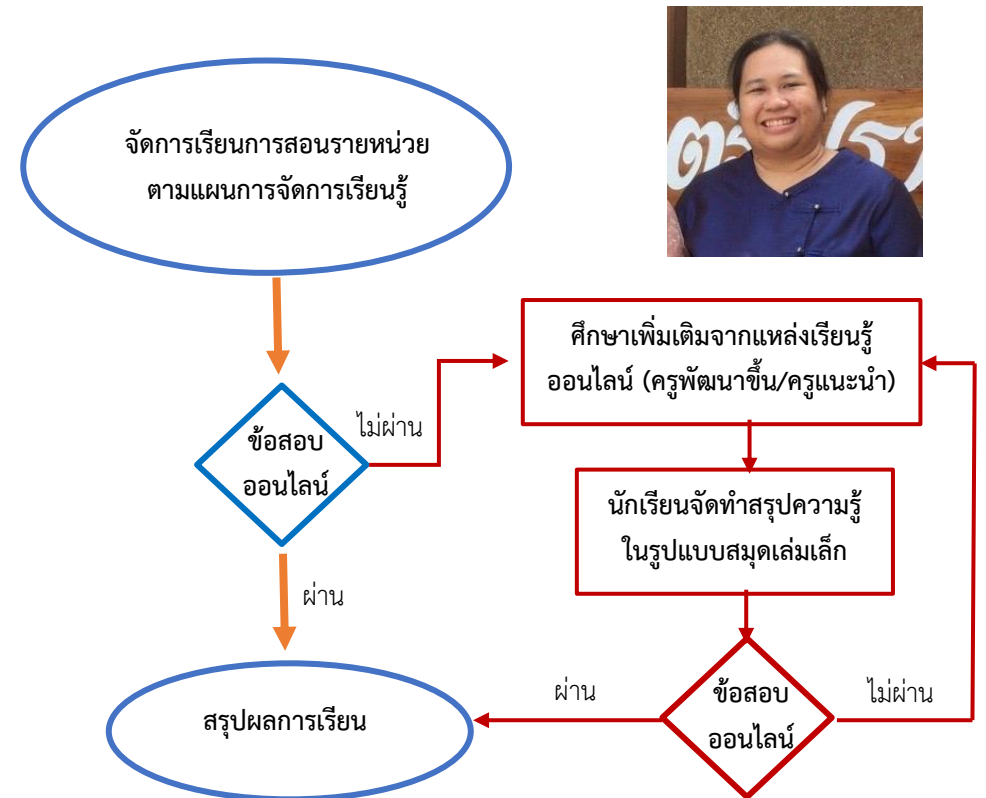 จัดการเรียนการสอนรายหน่วย
ตามแผนการจัดการเรียนรู้
ศึกษาเพิ่มเติมจากแหล่งเรียนรู้
ออนไลน์ (ครูพัฒนาขึ้น/ครูแนะนำ)
ไม่ผ่าน
ข้อสอบ
ออนไลน์
นักเรียนจัดทำสรุปความรู้
ในรูปแบบสมุดเล่มเล็ก
ผ่าน
ผ่าน
ข้อสอบ
ออนไลน์
ไม่ผ่าน
สรุปผลการเรียน